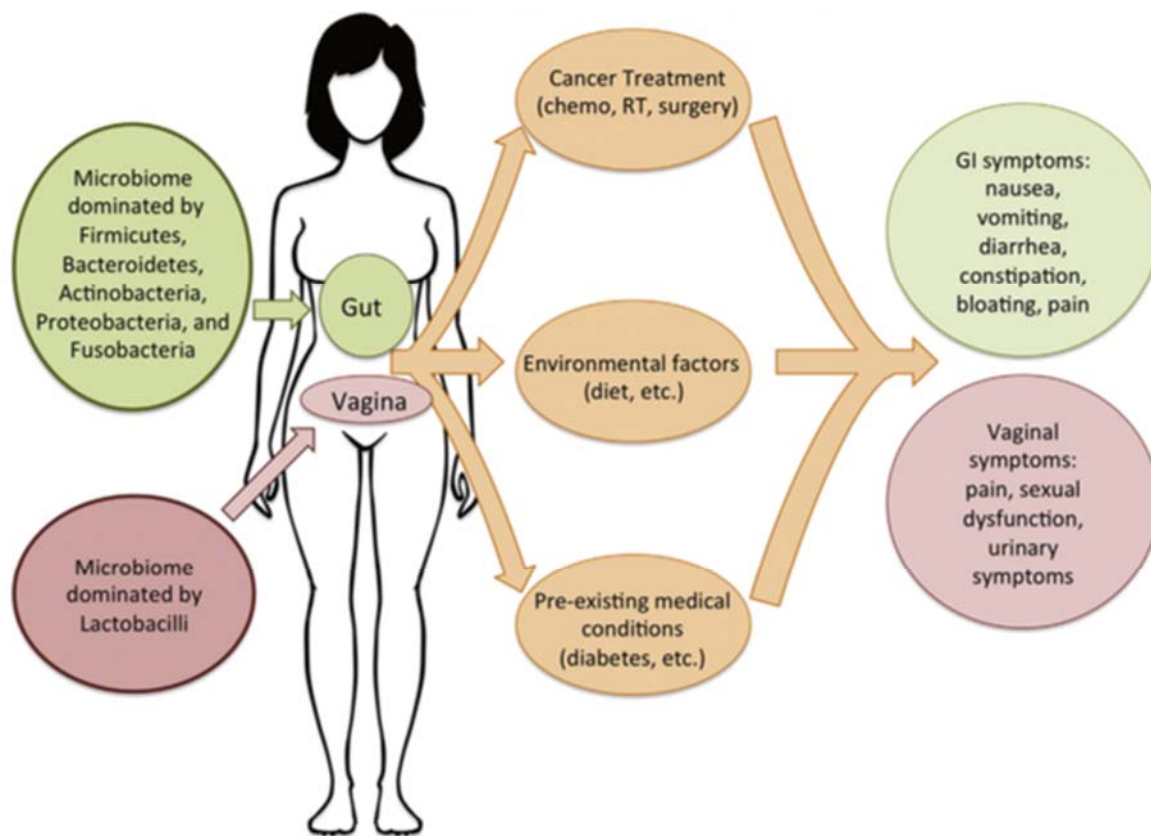 Microbiome
dominated by
Firmicutes,
Bacteroidetes,
Actinobacteria,
Proteobacteria, and
Fusobacteria
Gut
Vagina
Microbiome
dominated by
Lactobacilli
Cancer Treatment
(chemo, RT, surgery)
Environmental factors
(diet, etc.)
Pre-existing medical
conditions
(diabetes, etc.)
GI symptoms:
nausea,
vomiting,
diarrhea,
constipation,
bloating, pain
Vaginal
symptoms:
pain, sexual
dysfunction,
urinary
symptoms